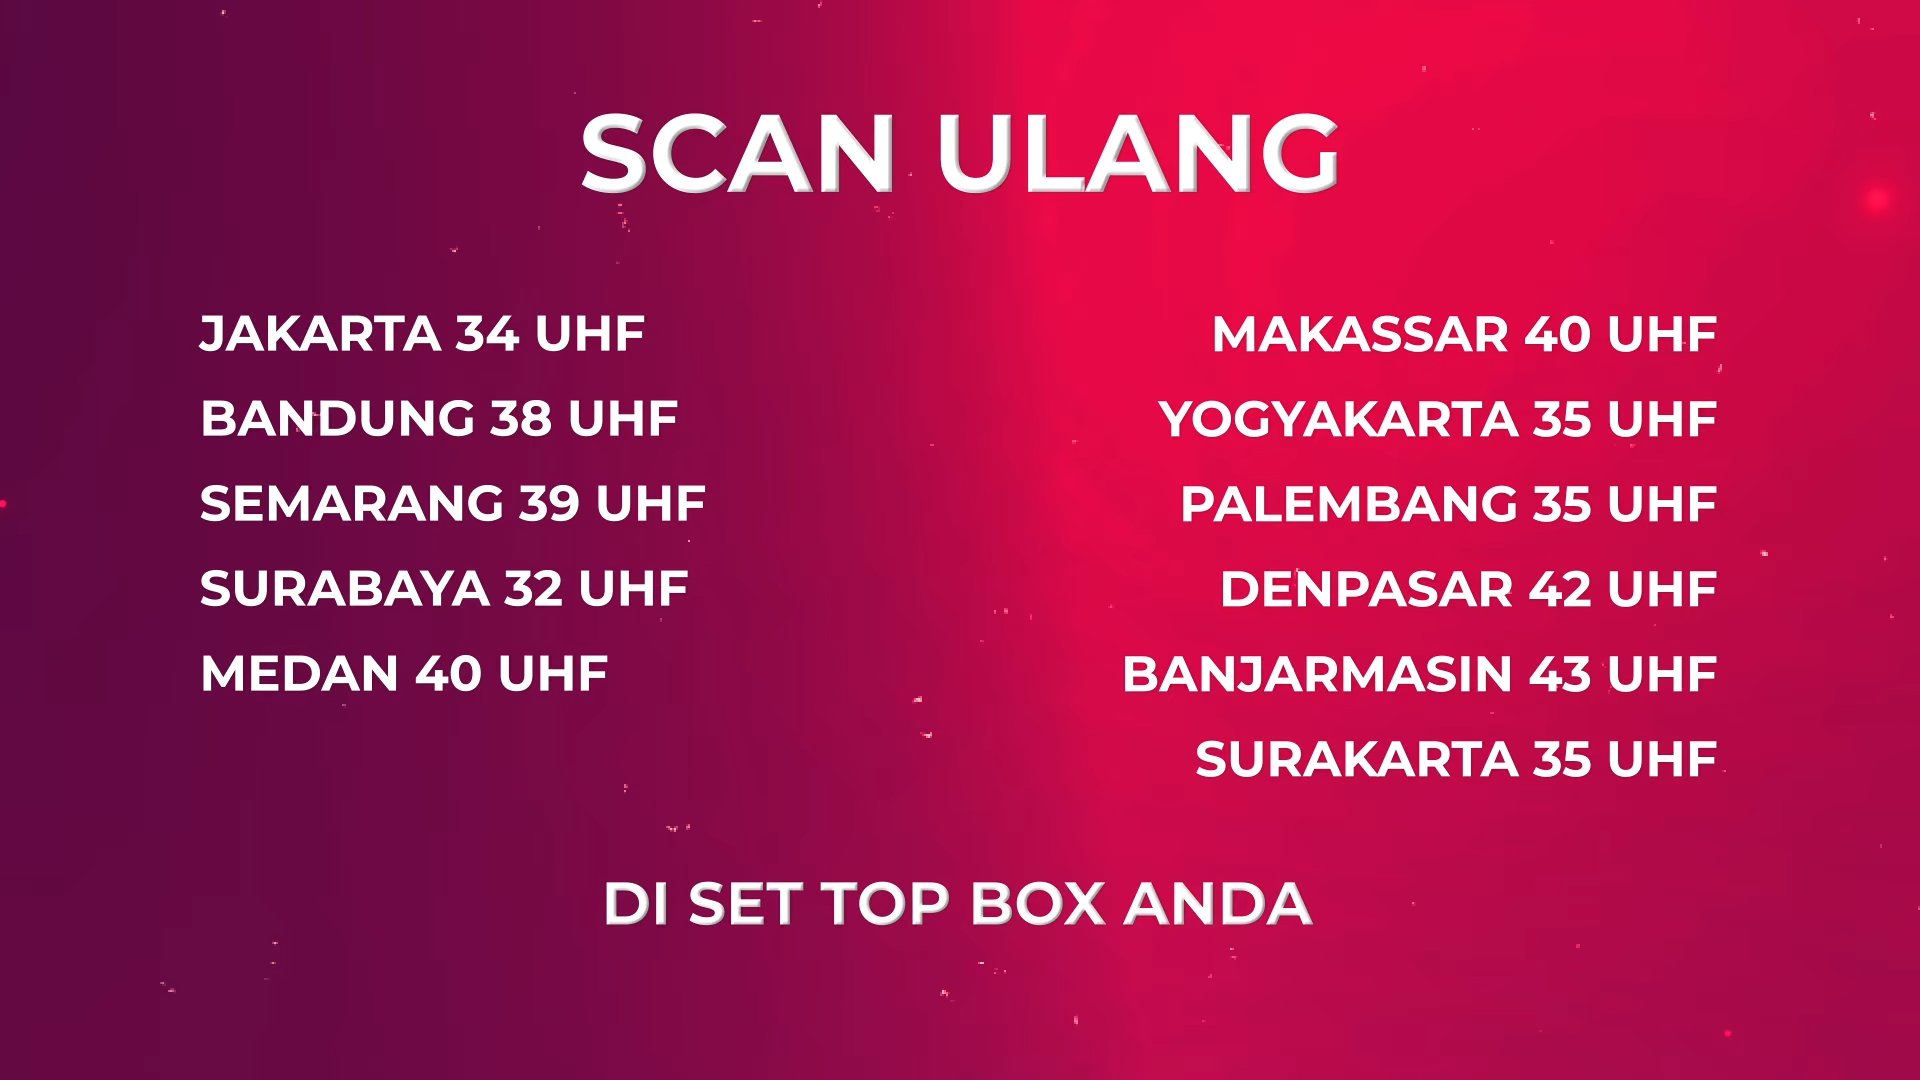 SCAN ULANG
JAKARTA 34 UHF
BANDUNG 38 UHF
SEMARANG 39 UHF
SURABAYA 32 UHF
MEDAN 40 UHF
MAKASSAR 40 UHF
YOGYAKARTA 35 UHF
PALEMBANG 35 UHF
DENPASAR 42 UHF
BANJARMASIN 43 UHF
SURAKARTA 35 UHF
DI SET TOP BOX ANDA